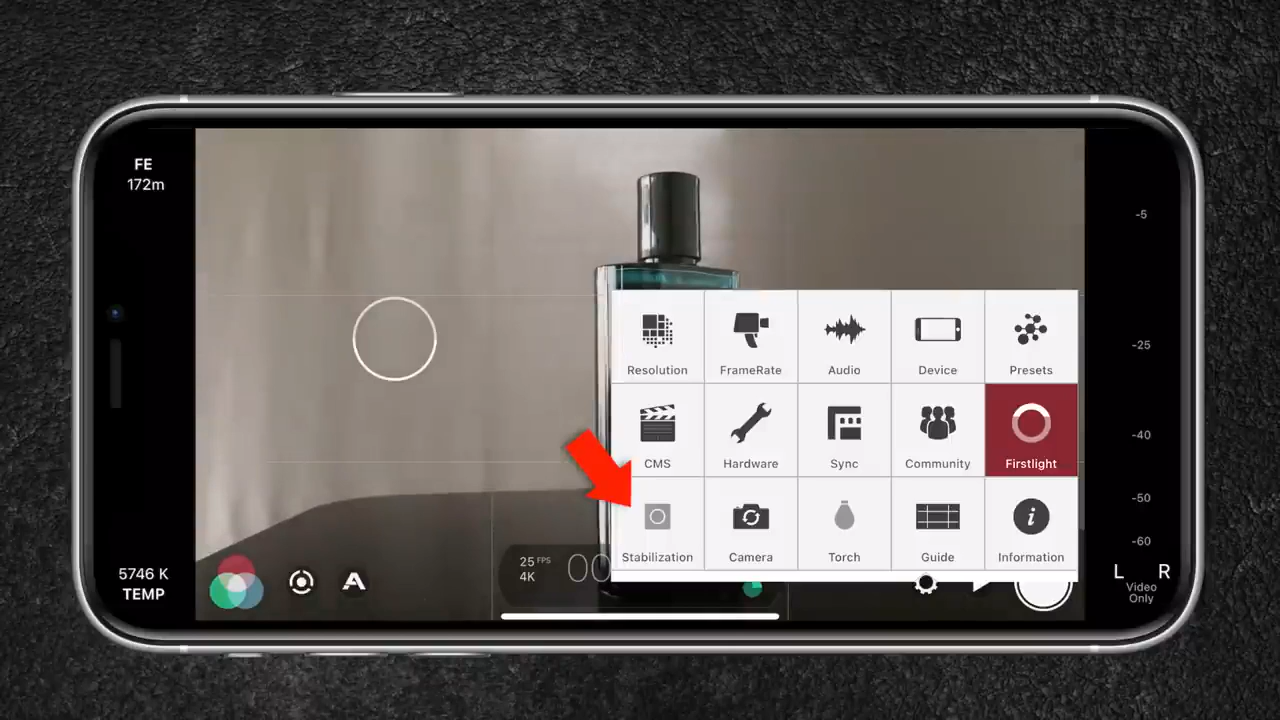 FE
172m
-5
-25
-40
-50
-60
Resolution
FrameRate
Audio
Device
Presets
CMS
Hardware
Sync
Community
Firstlight
Stabilization
Camera
Torch
Guide
Information
5746 K
TEMP
A
25 FPS
4K
00
L R
Video
Only